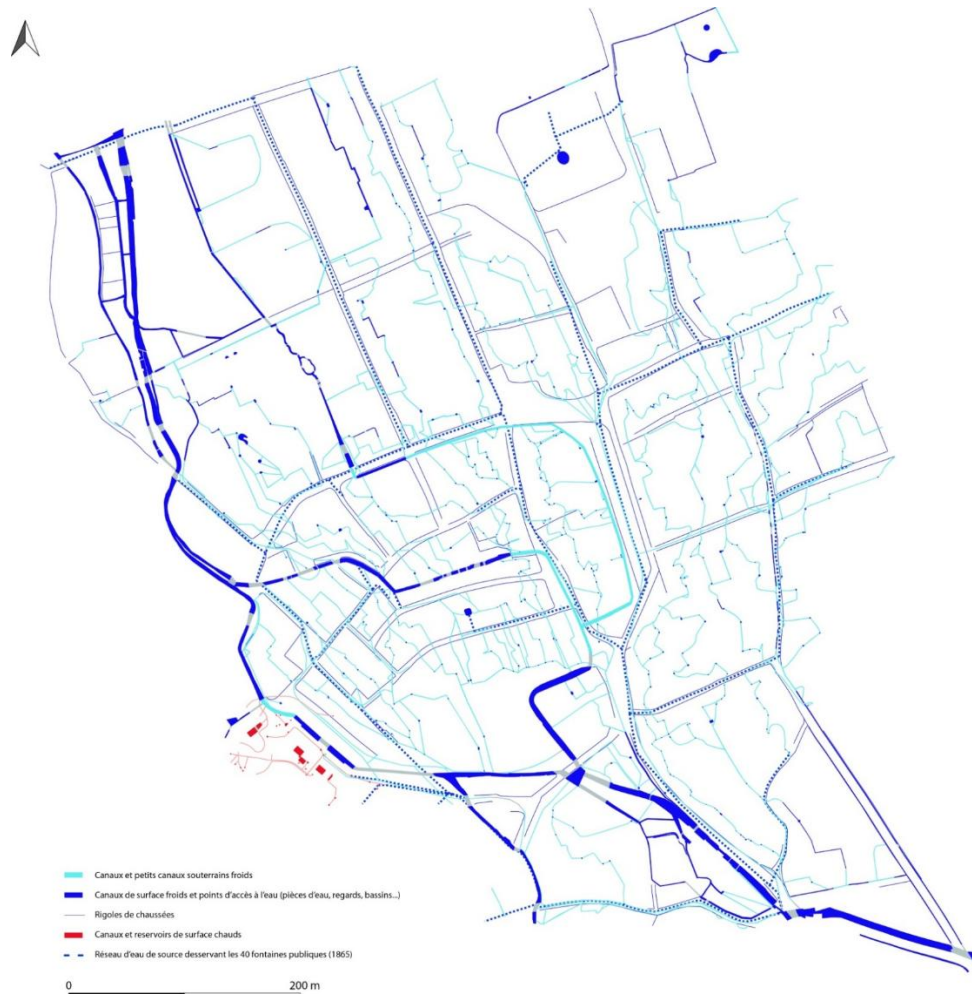 Canaux et petits canaux souterrains froids
Canaux de surface froids et points d'accès à l'eau (pièces d'eau, regards, bassins...)
Rigoles de chaussées
Canaux et reservoirs de surface chauds
Réseau d'eau de source desservant les 40 fontaines publiques (1865)
0 200 m